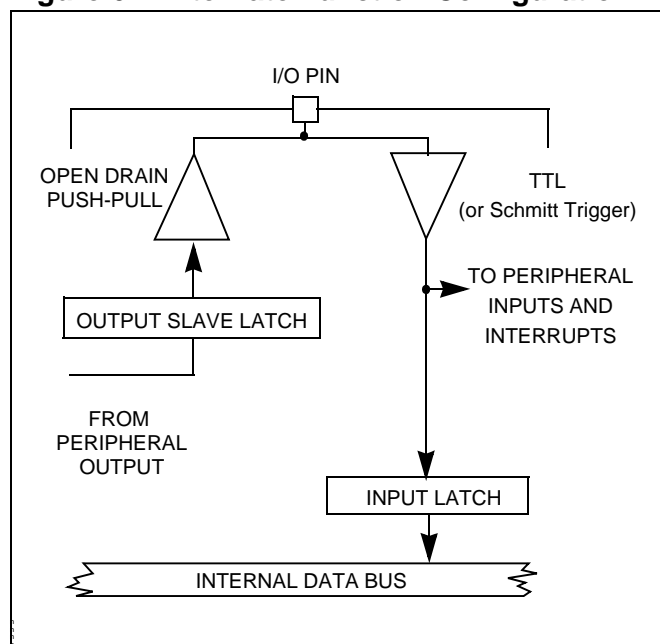 I/O PIN
OPEN DRAIN
PUSH-PULL
TTL
(or Schmitt Trigger)
TO PERIPHERAL
INPUTS AND
INTERRUPTS
OUTPUT SLAVE LATCH
FROM
PERIPHERAL
OUTPUT
INPUT LATCH
INTERNAL DATA BUS